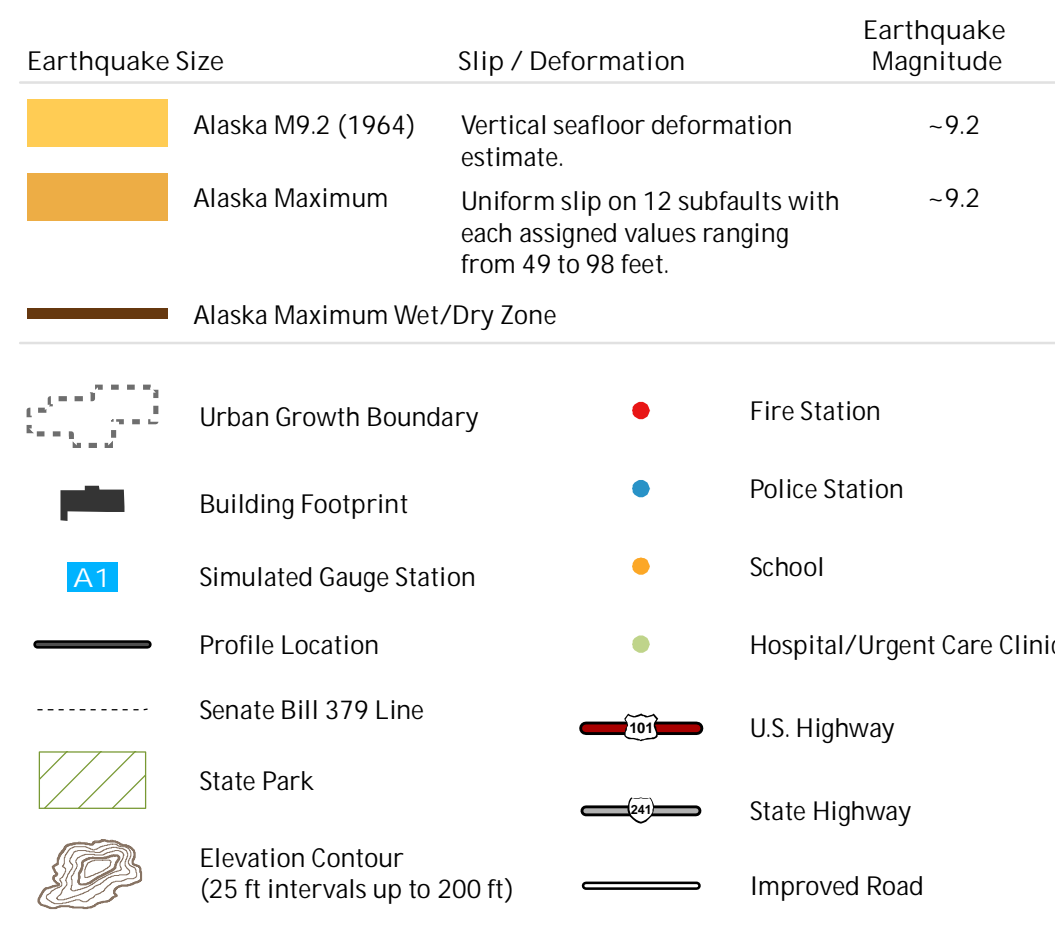 Earthquake Size
Slip / Deformation
Earthquake
Magnitude
Alaska M9.2 (1964)
Vertical seafloor deformation
estimate.
~9.2
Alaska Maximum
Uniform slip on 12 subfaults with
each assigned values ranging
from 49 to 98 feet.
~9.2
Alaska Maximum Wet/Dry Zone
Urban Growth Boundary
Fire Station
Building Footprint
Police Station
A1
Simulated Gauge Station
School
Profile Location
Hospital/Urgent Care Clinic
Senate Bill 379 Line
101
U.S. Highway
State Park
241
State Highway
Elevation Contour
(25 ft intervals up to 200 ft)
Improved Road